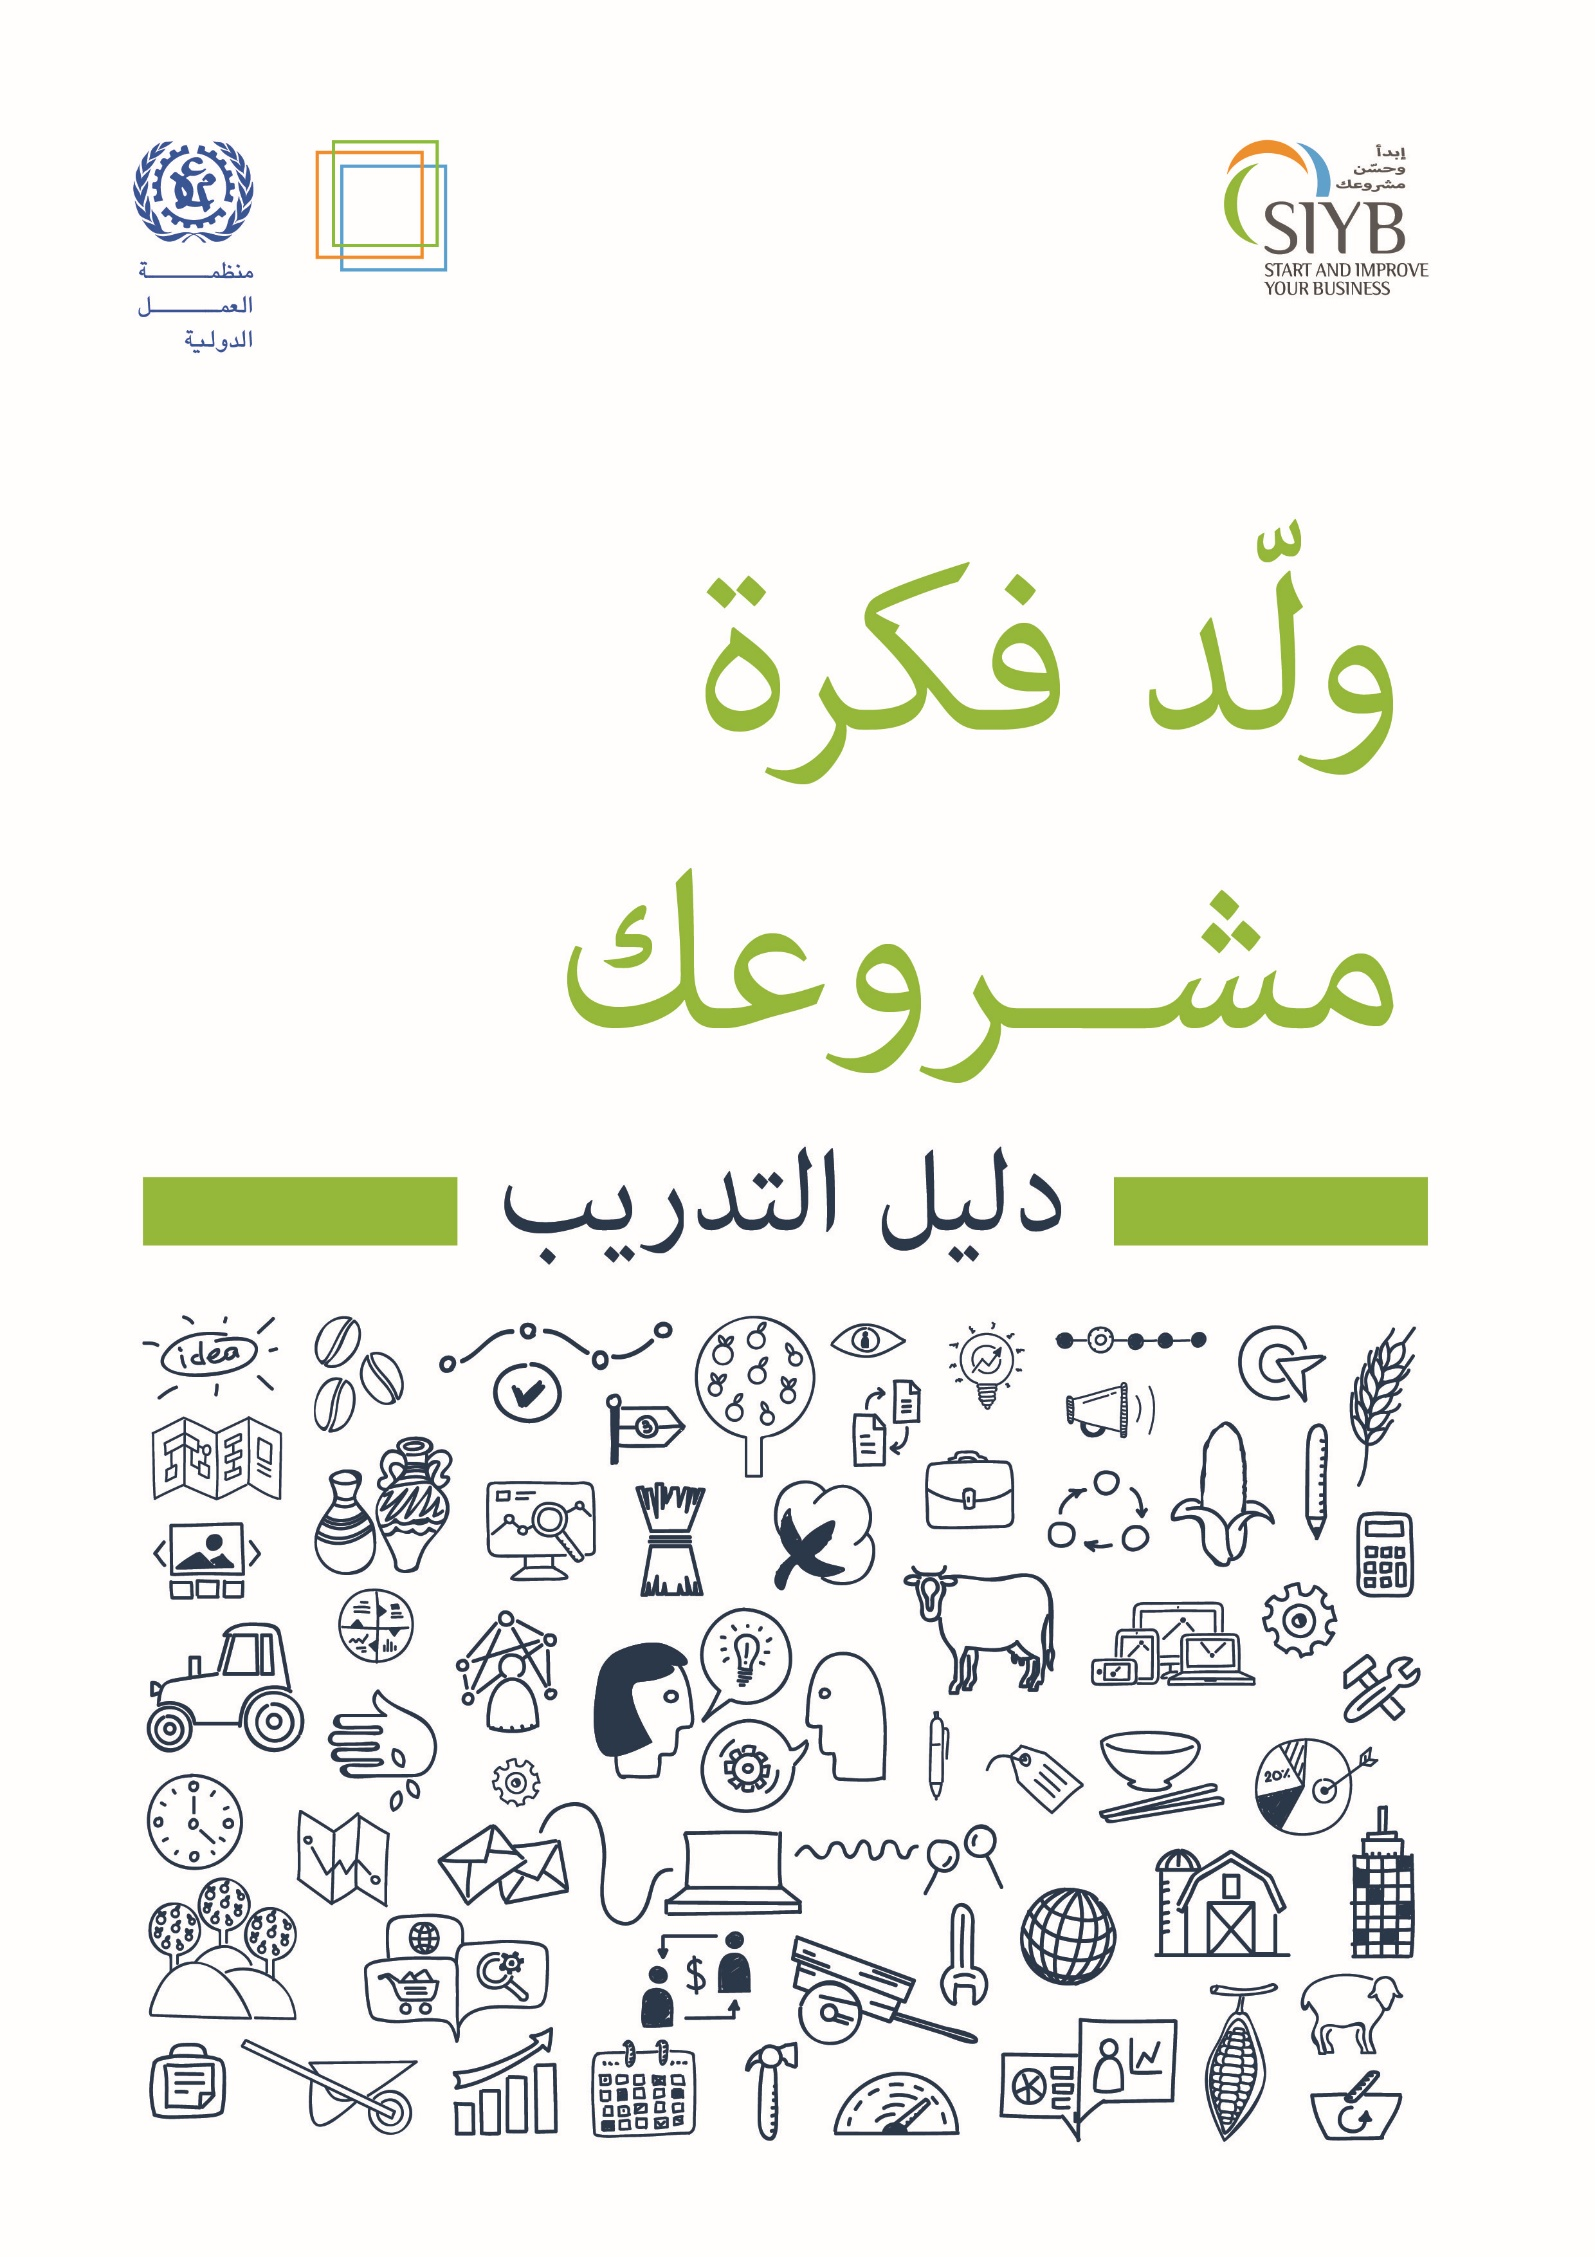 إبدأ
وحسّن
مشروعك
SIYB
START AND IMPROVE
YOUR BUSINESS
منظمة
العمل
الدولية
ولّد فكرة
مشروعك
دليل التدريب
idea
20%
$